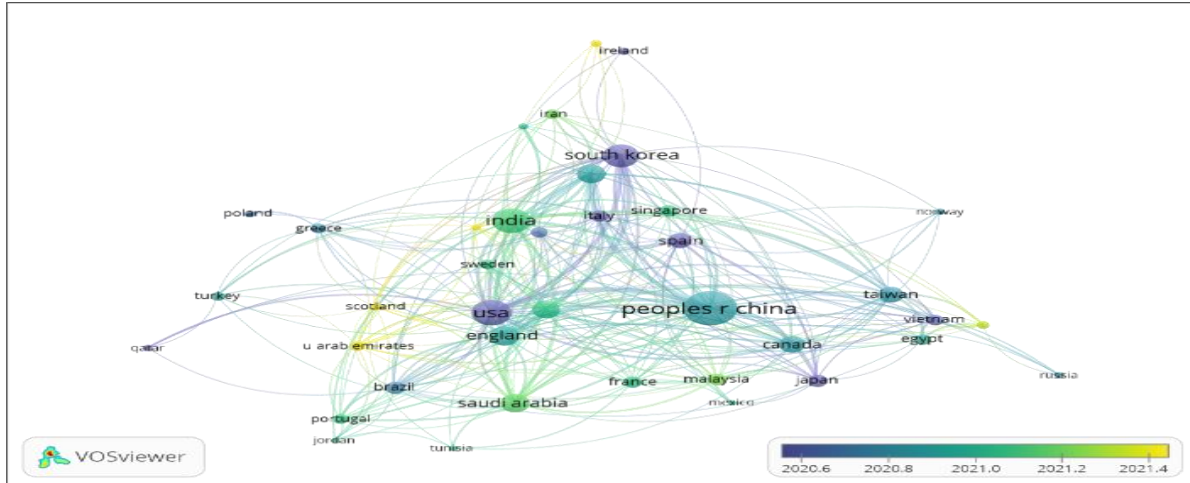 ireland
iran
south korea
poland
india
italy
singapore
norway
greece
spain
sweden
turkey
scotland
usa
peoples r china
taiwan
vietnam
qatar
u arab emirates
england
canada
egypt
brazil
france
malaysia
japan
russia
saudi arabia
mexico
portugal
jordan
tunisia
VOSviewer
2020.6 2020.8 2021.0 2021.2 2021.4